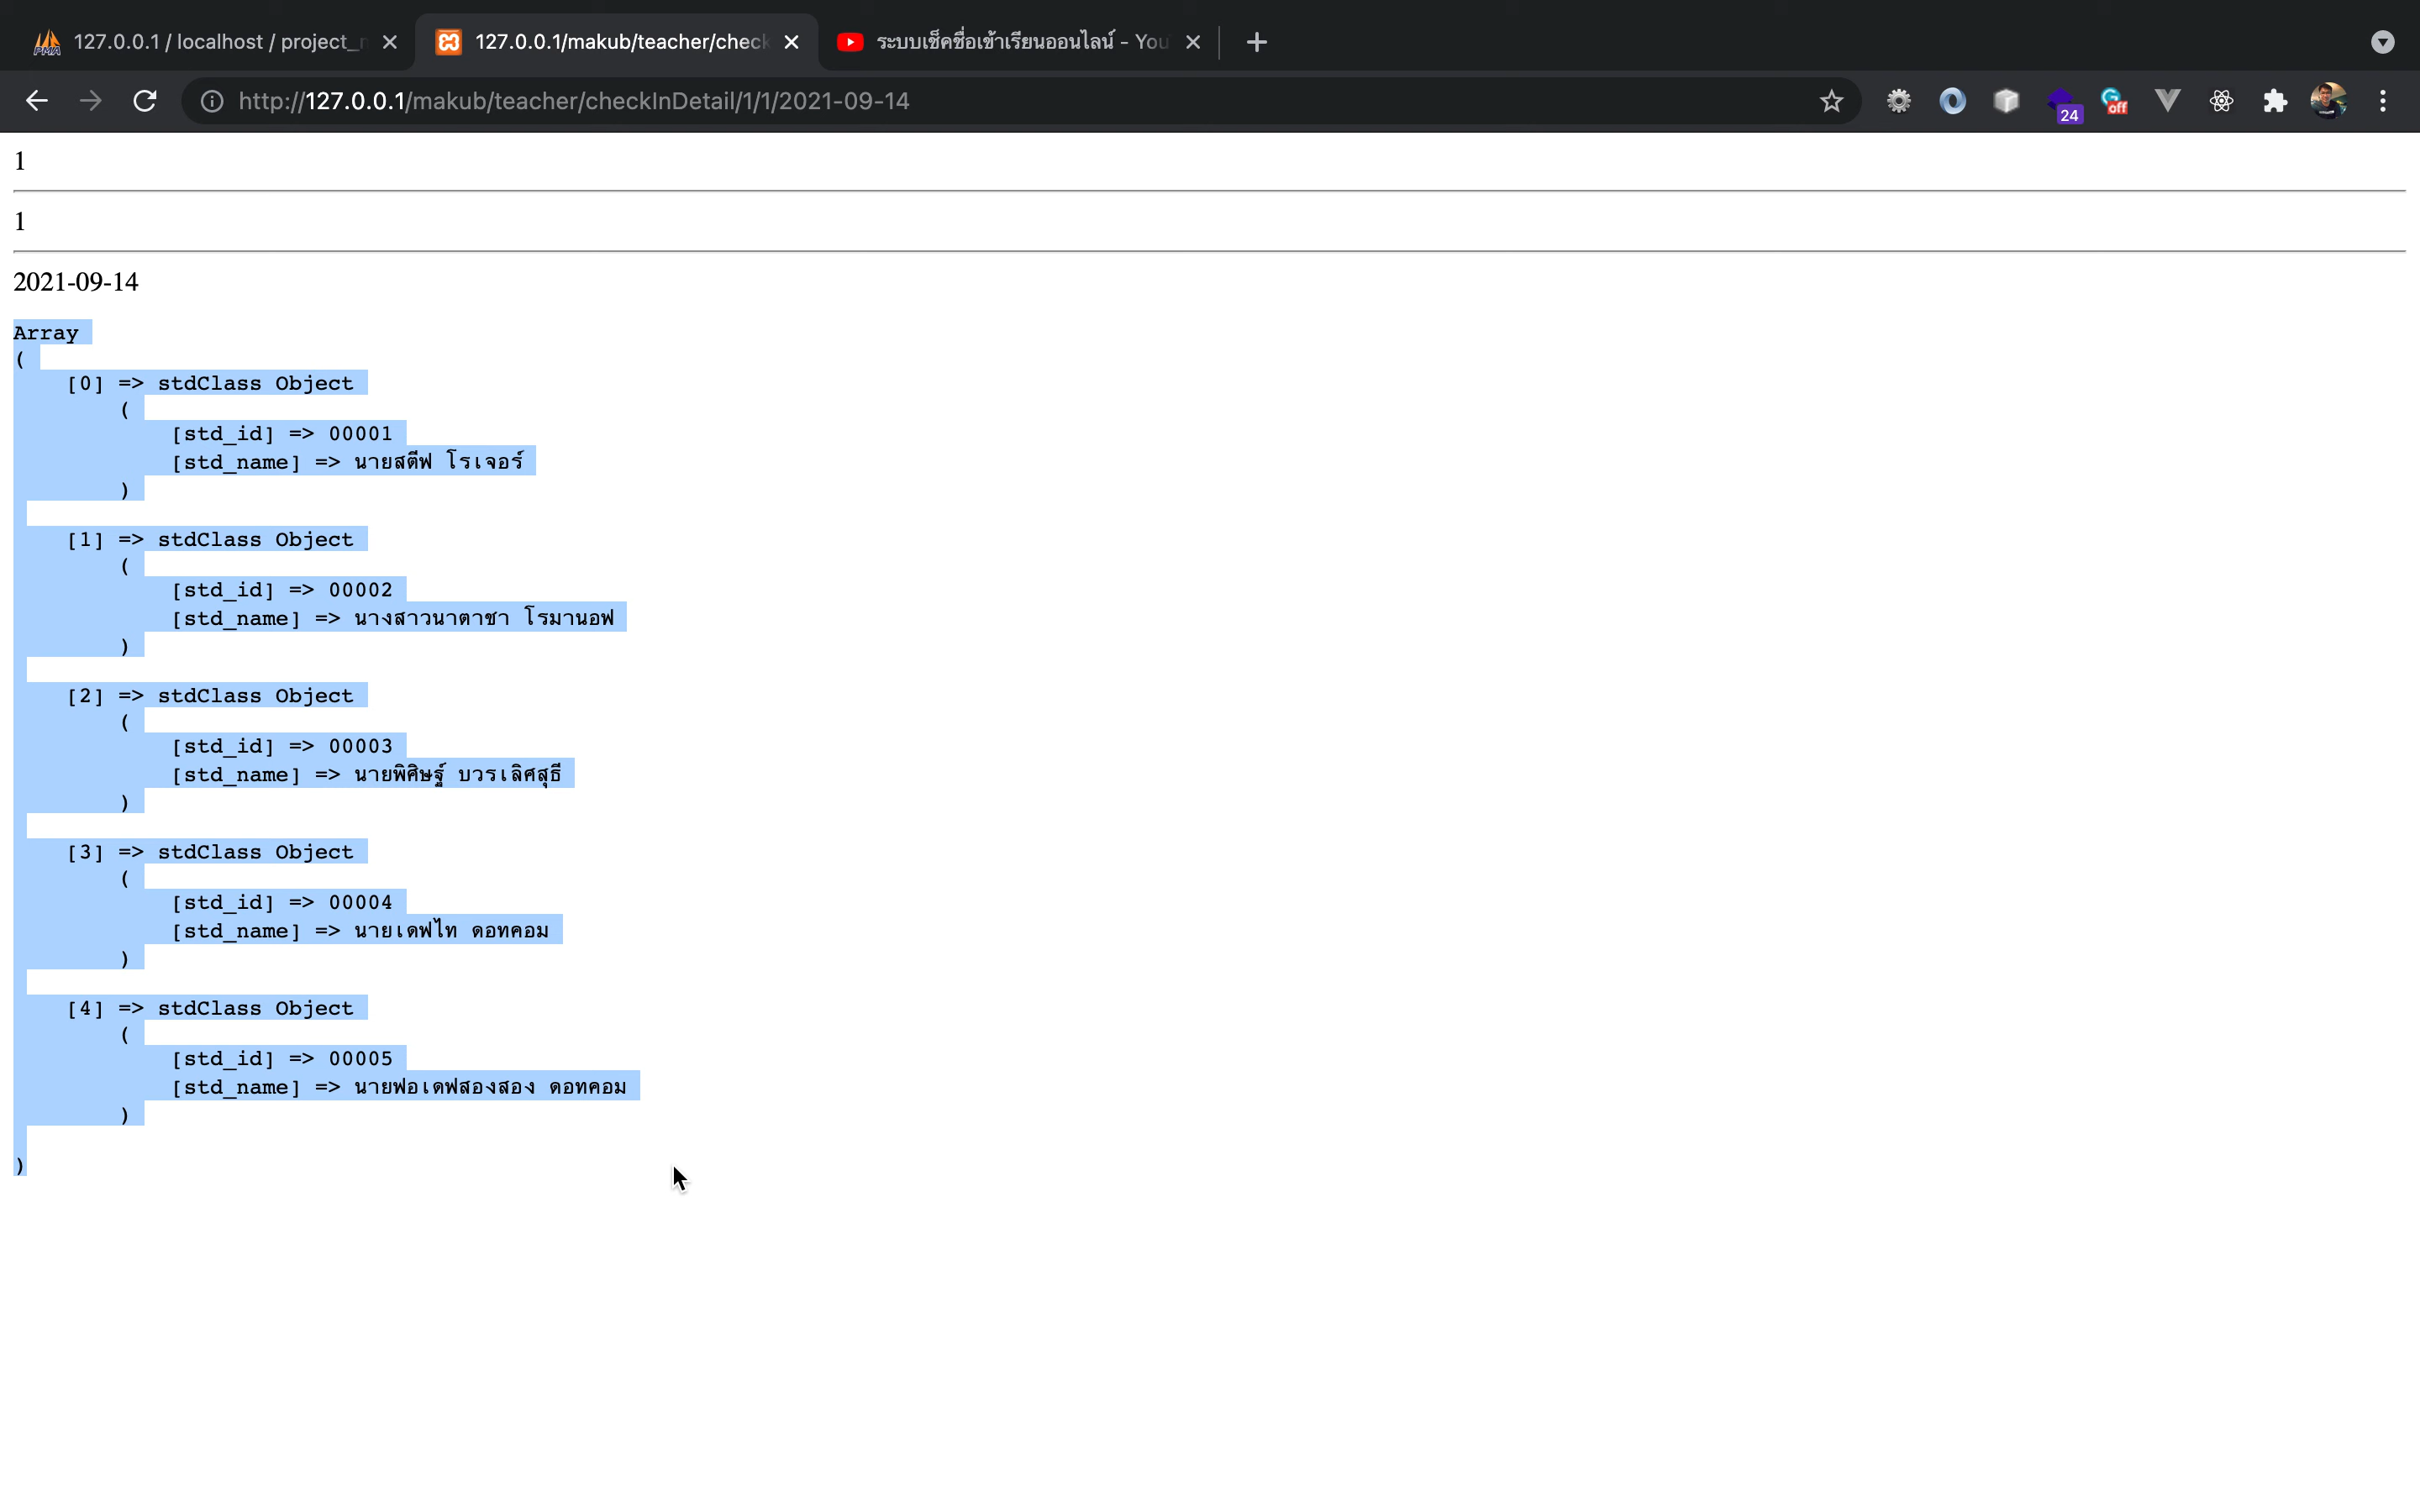 127.0.0.1 / localhost / project_
127.0.0.1/makub/teacher/check
ระบบเช็คชื่อเข้าเรียนออนไลน์ - You
http://127.0.0.1/makub/teacher/checkInDetail/1/1/2021-09-14
24
off
1
1
2021-09-14
Array
(
    [0] => stdClass Object
        (
            [std_id] => 00001
            [std_name] => นายสตีฟ โรเจอร์
        )
    [1] => stdClass Object
        (
            [std_id] => 00002
            [std_name] => นางสาวนาตาชา โรมานอฟ
        )
    [2] => stdClass Object
        (
            [std_id] => 00003
            [std_name] => นายพิศิษฐ์ บวรเลิศสุธี
        )
    [3] => stdClass Object
        (
            [std_id] => 00004
            [std_name] => นายเดฟไท ดอทคอม
        )
    [4] => stdClass Object
        (
            [std_id] => 00005
            [std_name] => นายฟอเดฟสองสอง ดอทคอม
        )
)